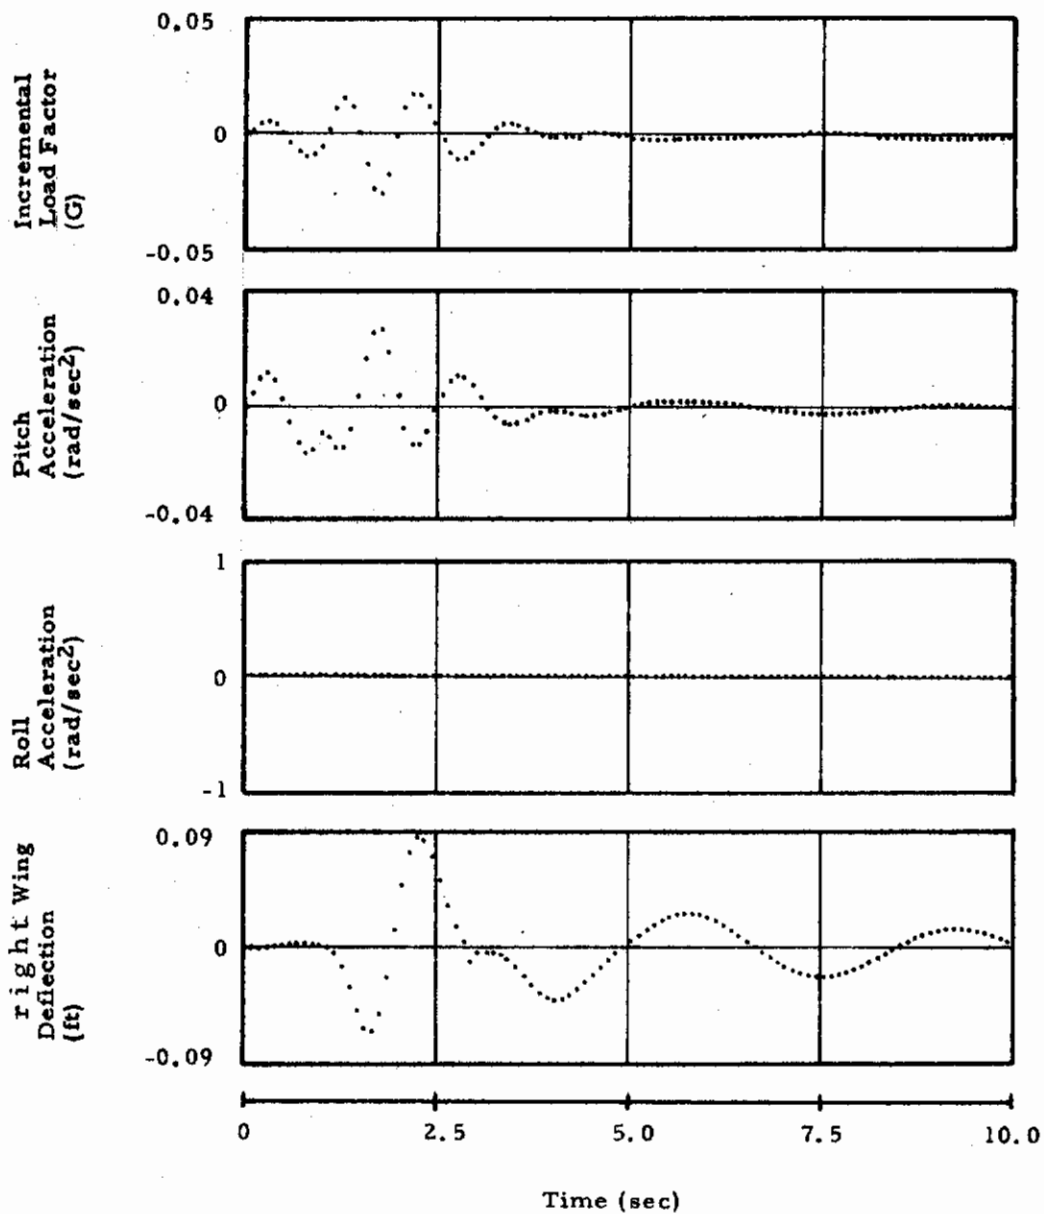 0.05
0
-0.05
Incremental
Load Factor
(G)
0.04
0
-0.04
Pitch
Acceleration
(rad/sec2)
1
0
-1
Roll
Acceleration
(rad/sec2)
0.09
0
-0.09
right Wing
Deflection
(ft)
0 2.5 5.0 7.5 10.0
Time (sec)